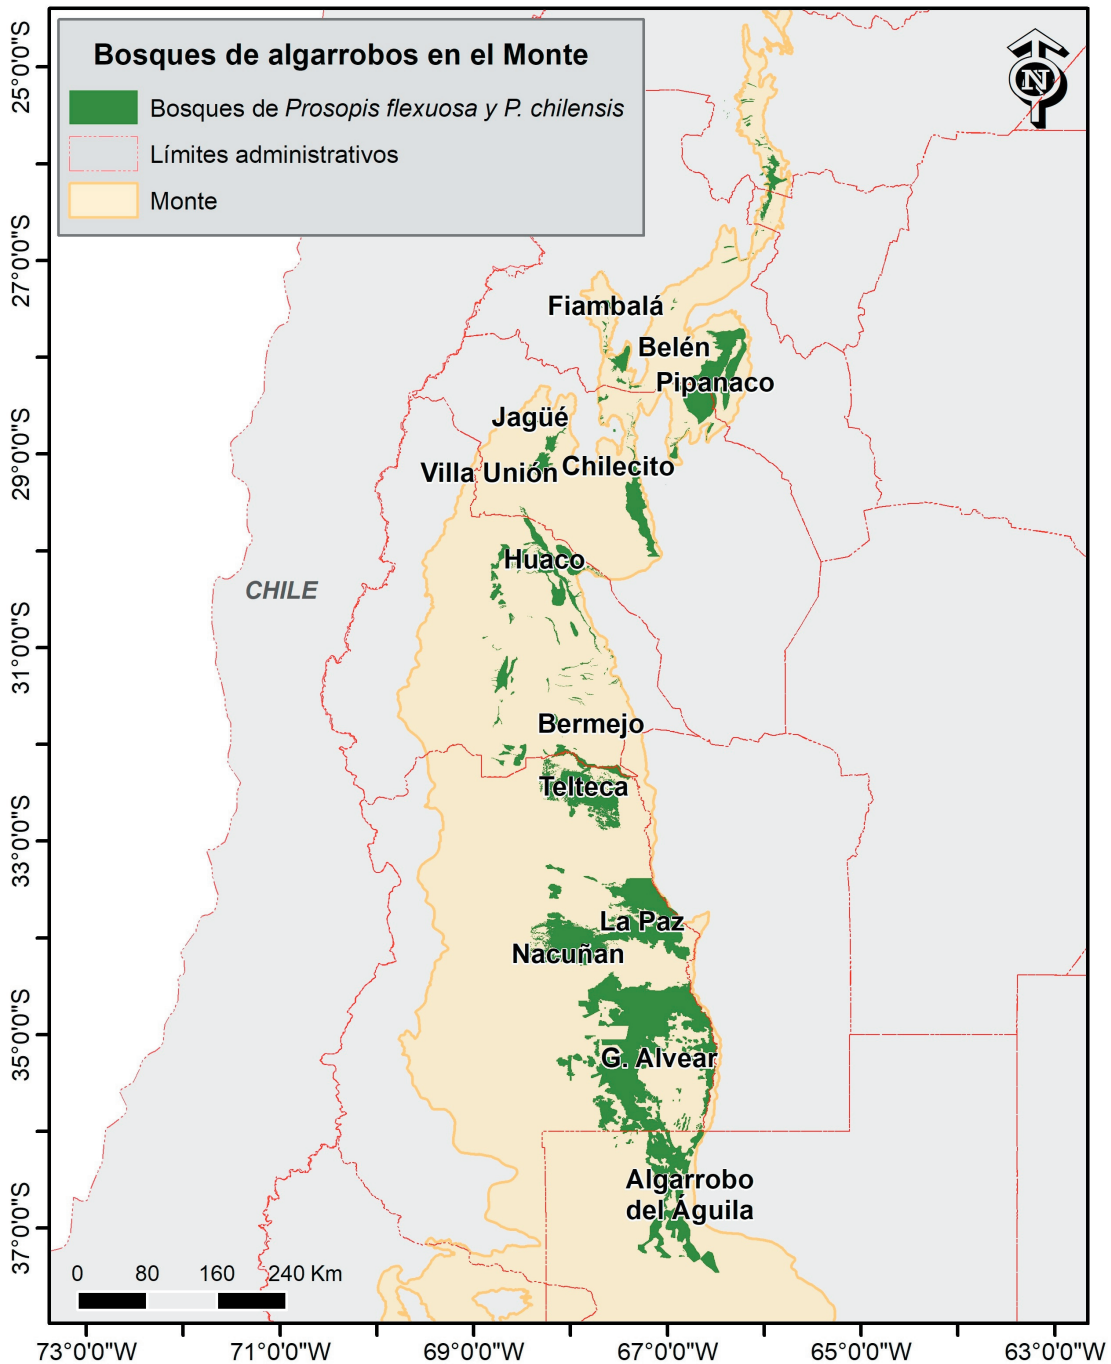 Bosques de algarrobos en el Monte
Bosques de Prosopis flexuosa y P. chilensis
Límites administrativos
Monte
N
25°0'0"S
27°0'0"S
29°0'0"S
31°0'0"S
33°0'0"S
35°0'0"S
37°0'0"S
Fiambalá
Belén
Pipanaco
Jagüé
Villa Unión
Chilecito
Huaco
CHILE
Bermejo
Telteca
La Paz
Nacuñan
G. Alvear
Algarrobo
del Águila
0 80 160 240 Km
73°0'0"W 71°0'0"W 69°0'0"W 67°0'0"W 65°0'0"W 63°0'0"W